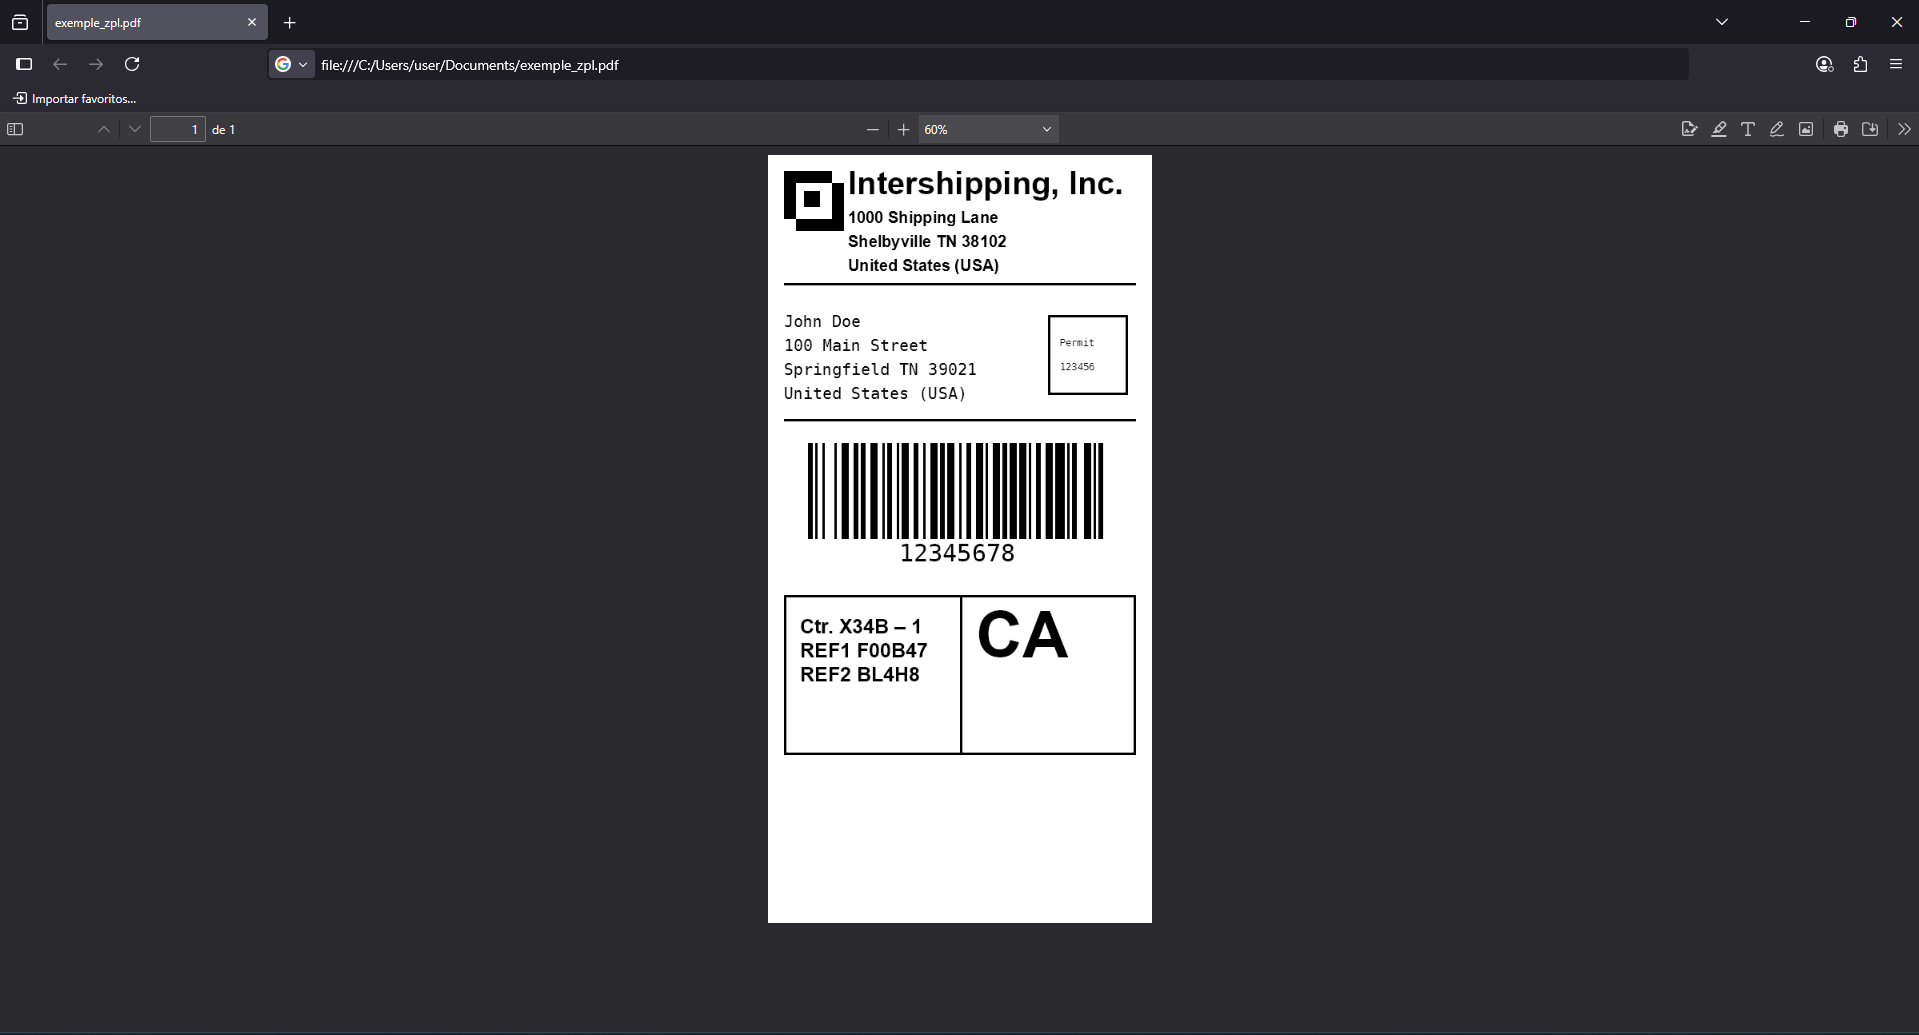 exemple_zpl.pdf
file:///C:/Users/user/Documents/exemple_zpl.pdf
Importar favoritos...
1 de 1
60%
Intershipping, Inc.
1000 Shipping Lane
Shelbyville TN 38102
United States (USA)
John Doe
100 Main Street
Springfield TN 39021
United States (USA)
Permit
123456
12345678
Ctr. X34B – 1
REF1 F00B47
REF2 BL4H8
CA